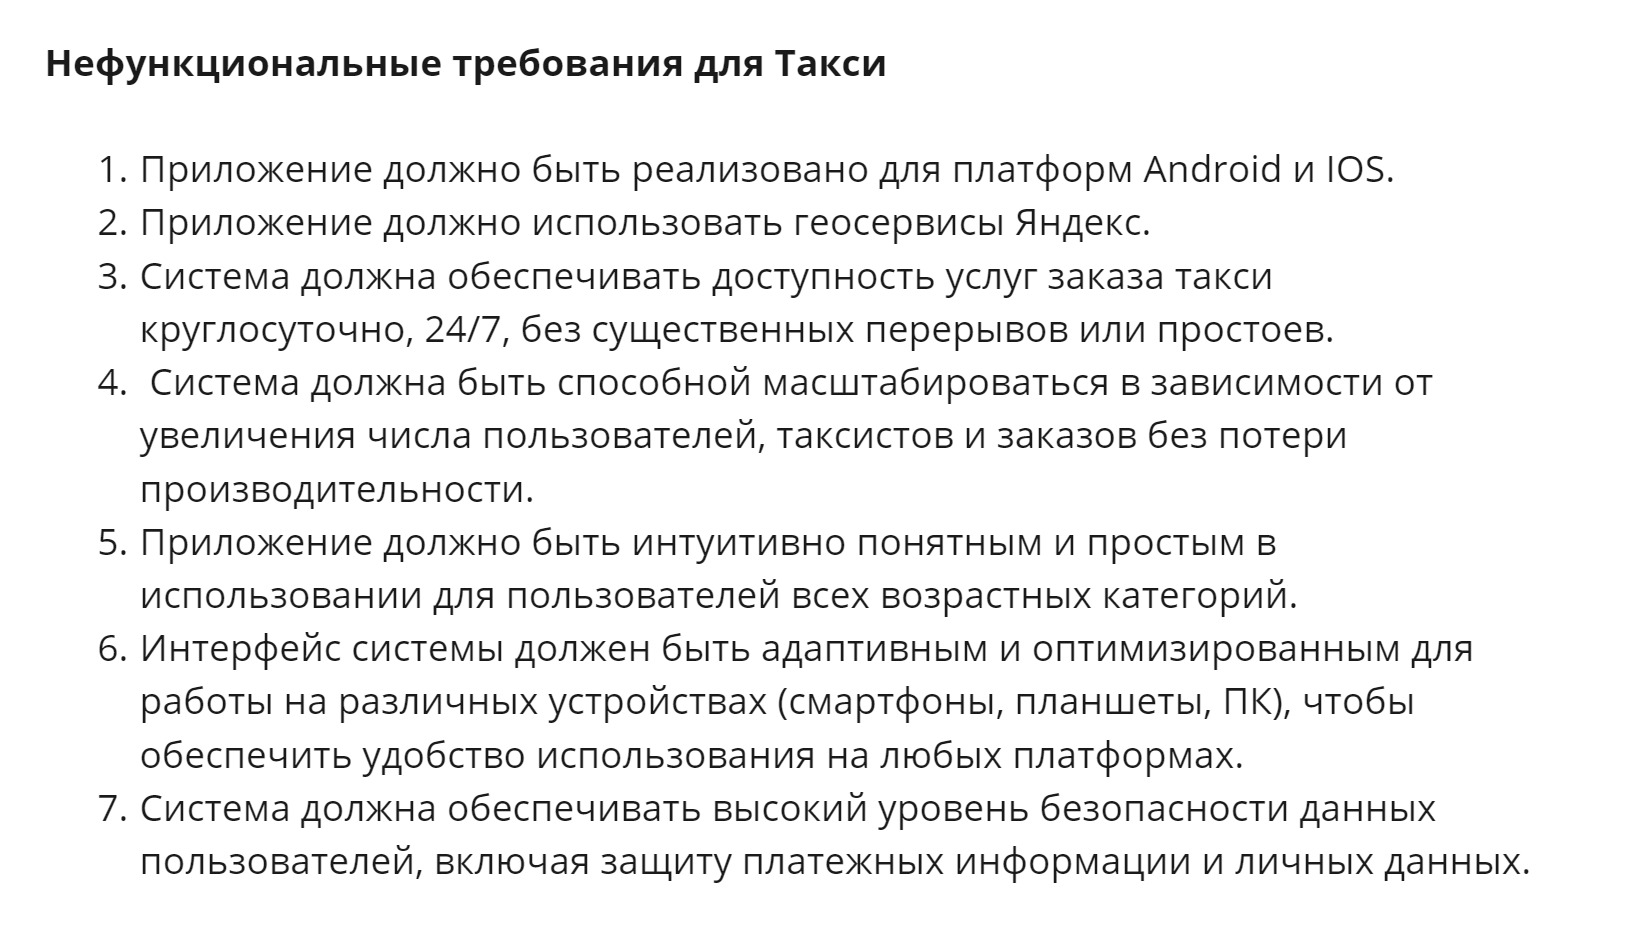 Нефункциональные требования для Такси
1. Приложение должно быть реализовано для платформ Android и IOS.
2. Приложение должно использовать геосервисы Яндекс.
3. Система должна обеспечивать доступность услуг заказа такси
круглосуточно, 24/7, без существенных перерывов или простоев.
4. Система должна быть способной масштабироваться в зависимости от
увеличения числа пользователей, таксистов и заказов без потери
производительности.
5. Приложение должно быть интуитивно понятным и простым в
использовании для пользователей всех возрастных категорий.
6. Интерфейс системы должен быть адаптивным и оптимизированным для
работы на различных устройствах (смартфоны, планшеты, ПК), чтобы
обеспечить удобство использования на любых платформах.
7. Система должна обеспечивать высокий уровень безопасности данных
пользователей, включая защиту платежных информации и личных данных.